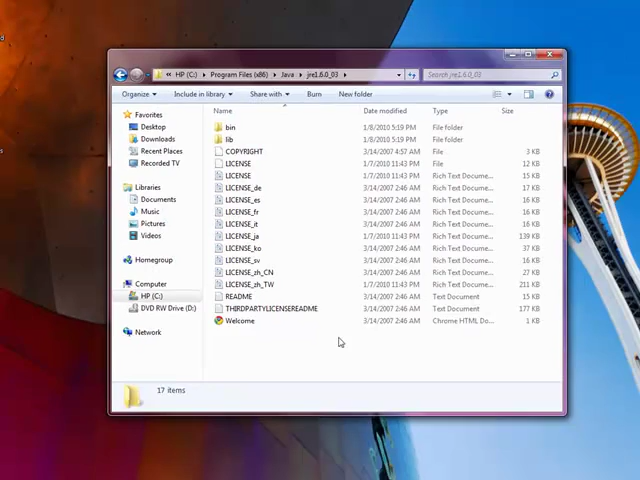 « HP (C:) ▸ Program Files (x86) ▸ Java ▸ jre1.6.0_03 ▸ Search jre1.6.0_03
Organize Include in library Share with Burn New folder
Name Date modified Type Size
Favorites
Desktop
Downloads
Recent Places
Recorded TV
Libraries
Documents
Music
Pictures
Videos
Homegroup
Computer
HP (C:)
DVD RW Drive (D:)
Network
bin 1/8/2010 5:19 PM File folder
lib 1/8/2010 5:19 PM File folder
COPYRIGHT 3/14/2007 4:57 AM File 3 KB
LICENSE 1/7/2010 11:43 PM File 12 KB
LICENSE 1/7/2010 11:43 PM Rich Text Docume... 15 KB
LICENSE_de 3/14/2007 2:46 AM Rich Text Docume... 17 KB
LICENSE_es 3/14/2007 2:46 AM Rich Text Docume... 16 KB
LICENSE_fr 3/14/2007 2:46 AM Rich Text Docume... 16 KB
LICENSE_it 3/14/2007 2:46 AM Rich Text Docume... 16 KB
LICENSE_ja 1/7/2010 11:43 PM Rich Text Docume... 139 KB
LICENSE_ko 3/14/2007 2:46 AM Rich Text Docume... 37 KB
LICENSE_sv 3/14/2007 2:46 AM Rich Text Docume... 16 KB
LICENSE_zh_CN 3/14/2007 2:46 AM Rich Text Docume... 27 KB
LICENSE_zh_TW 1/7/2010 11:43 PM Rich Text Docume... 211 KB
README 3/14/2007 2:46 AM Text Document 15 KB
THIRDPARTYLICENSEREADME 3/14/2007 2:46 AM Text Document 177 KB
Welcome 3/14/2007 2:46 AM Chrome HTML Do... 1 KB
17 items